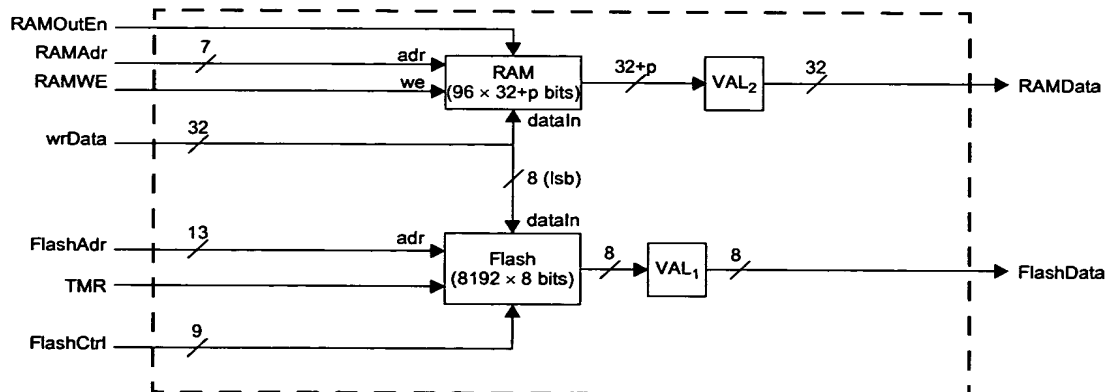 RAMOutEn
RAMAdr 7 adr
RAMWE we
RAM
(96 × 32+p bits)
32+p
VAL2
32
RAMData
dataIn
wrData 32
8 (lsb)
dataIn
FlashAdr 13 adr
Flash
(8192 × 8 bits)
8
VAL1
8
FlashData
TMR
FlashCtrl 9